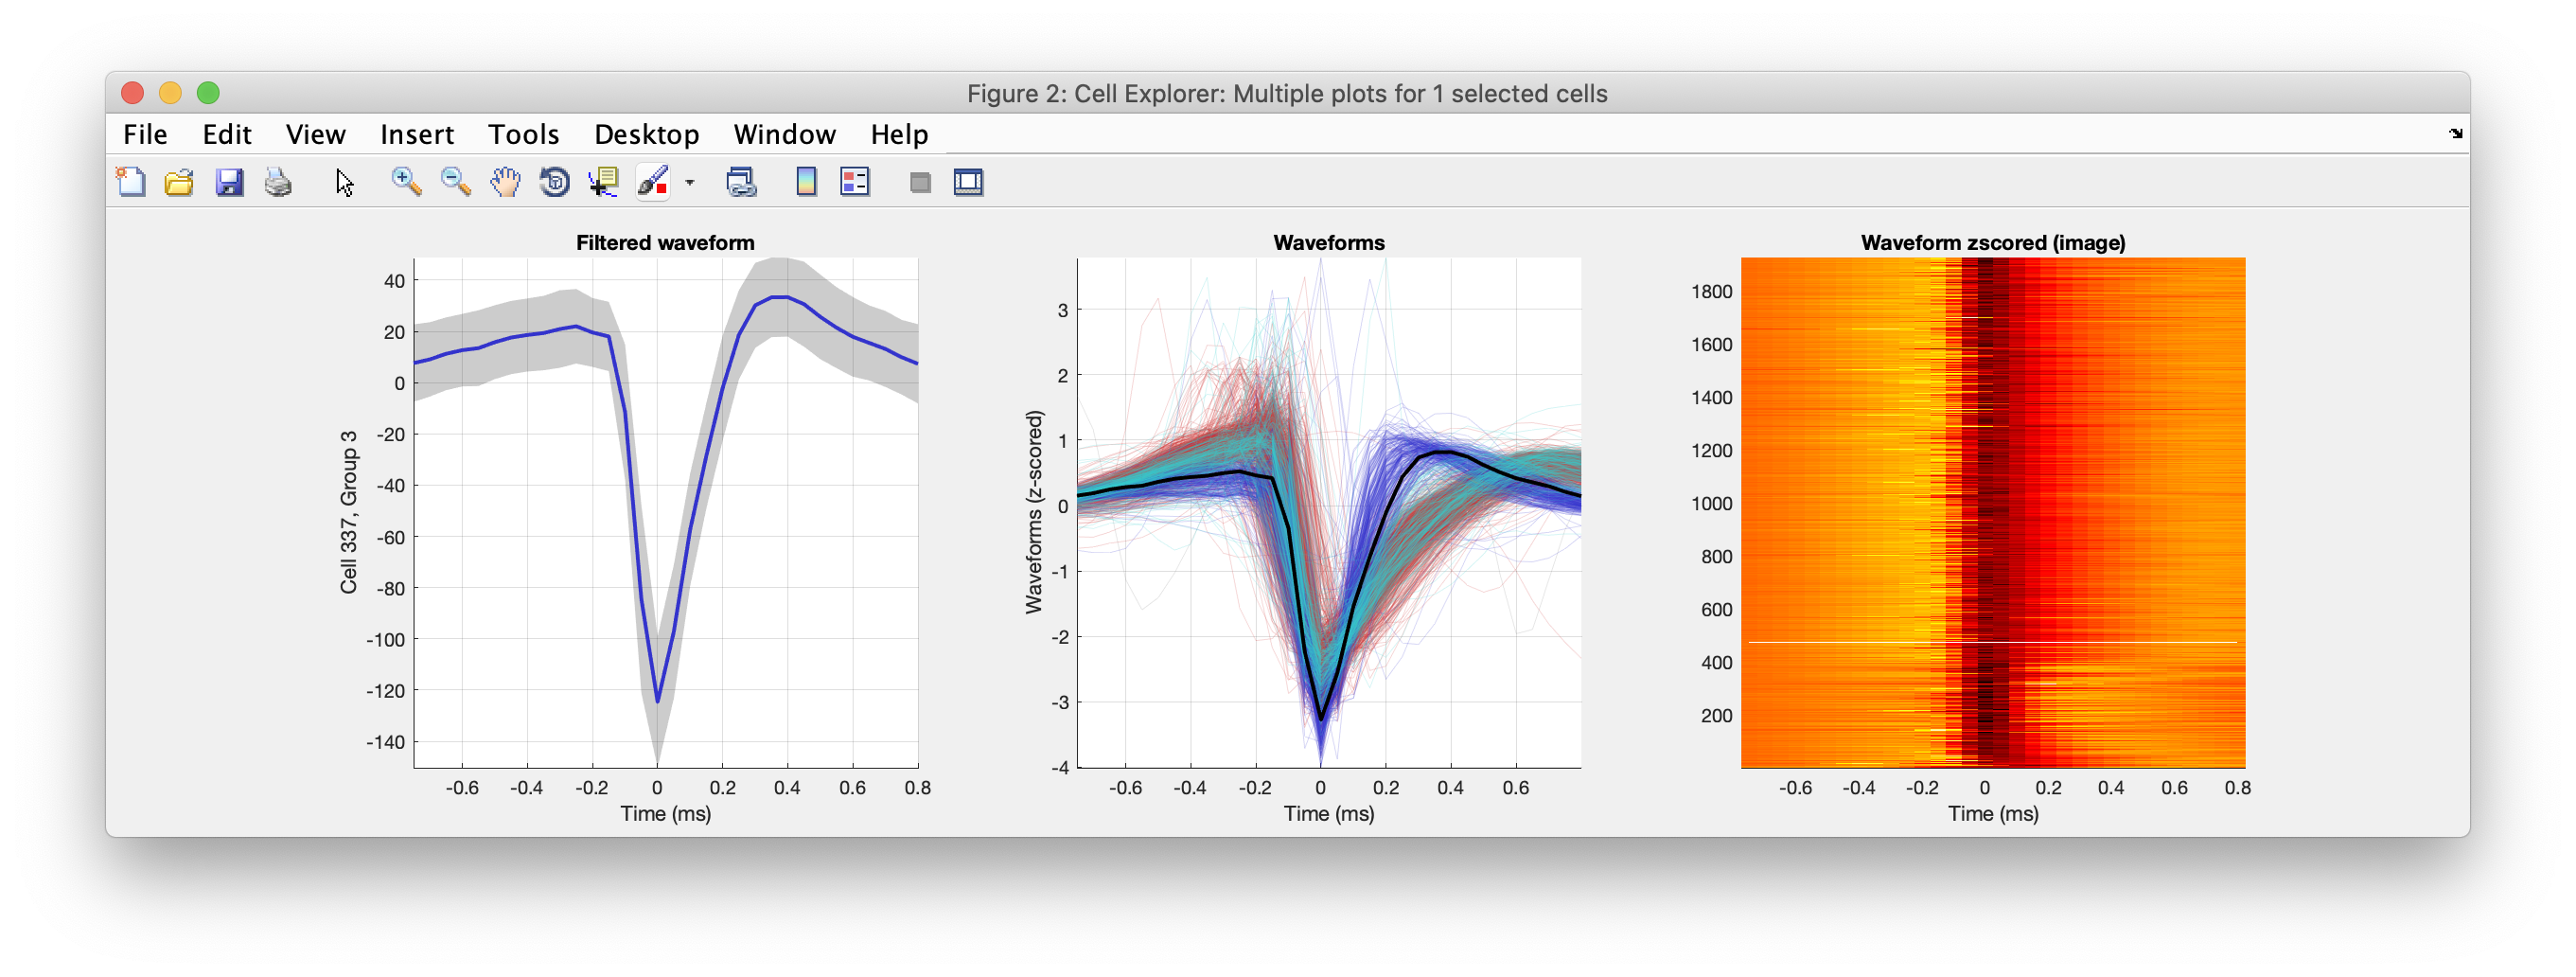 Figure 2: Cell Explorer: Multiple plots for 1 selected cells
File Edit View Insert Tools Desktop Window Help
Filtered waveform
40
20
0
-20
-40
-60
-80
-100
-120
-140
Cell 337, Group 3
-0.6 -0.4 -0.2 0 0.2 0.4 0.6 0.8
Time (ms)
Waveforms
3
2
1
0
-1
-2
-3
-4
Waveforms (z-scored)
-0.6 -0.4 -0.2 0 0.2 0.4 0.6
Time (ms)
Waveform zscored (image)
1800
1600
1400
1200
1000
800
600
400
200
-0.6 -0.4 -0.2 0 0.2 0.4 0.6 0.8
Time (ms)